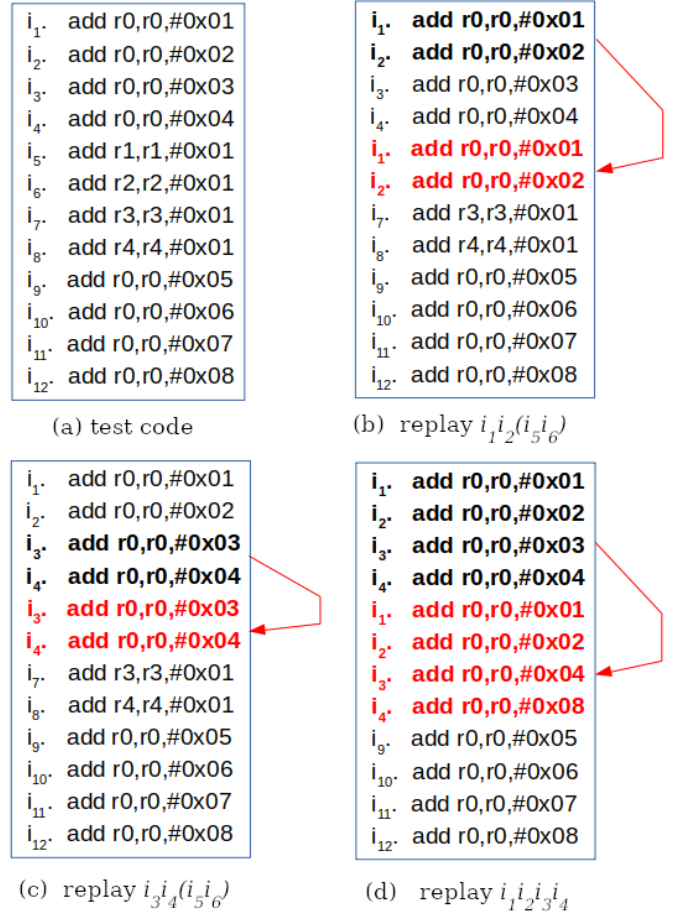 i1. add r0,r0,#0x01
i2. add r0,r0,#0x02
i3. add r0,r0,#0x03
i4. add r0,r0,#0x04
i5. add r1,r1,#0x01
i6. add r2,r2,#0x01
i7. add r3,r3,#0x01
i8. add r4,r4,#0x01
i9. add r0,r0,#0x05
i10. add r0,r0,#0x06
i11. add r0,r0,#0x07
i12. add r0,r0,#0x08
(a) test code
i1. add r0,r0,#0x01
i2. add r0,r0,#0x02
i3. add r0,r0,#0x03
i4. add r0,r0,#0x04
i1. add r0,r0,#0x01
i2. add r0,r0,#0x02
i7. add r3,r3,#0x01
i8. add r4,r4,#0x01
i9. add r0,r0,#0x05
i10. add r0,r0,#0x06
i11. add r0,r0,#0x07
i12. add r0,r0,#0x08
(b) replay i1i2(i5i6)
i1. add r0,r0,#0x01
i2. add r0,r0,#0x02
i3. add r0,r0,#0x03
i4. add r0,r0,#0x04
i3. add r0,r0,#0x03
i4. add r0,r0,#0x04
i7. add r3,r3,#0x01
i8. add r4,r4,#0x01
i9. add r0,r0,#0x05
i10. add r0,r0,#0x06
i11. add r0,r0,#0x07
i12. add r0,r0,#0x08
(c) replay i3i4(i5i6)
i1. add r0,r0,#0x01
i2. add r0,r0,#0x02
i3. add r0,r0,#0x03
i4. add r0,r0,#0x04
i1. add r0,r0,#0x01
i2. add r0,r0,#0x02
i3. add r0,r0,#0x04
i4. add r0,r0,#0x08
i9. add r0,r0,#0x05
i10. add r0,r0,#0x06
i11. add r0,r0,#0x07
i12. add r0,r0,#0x08
(d) replay i1i2i3i4